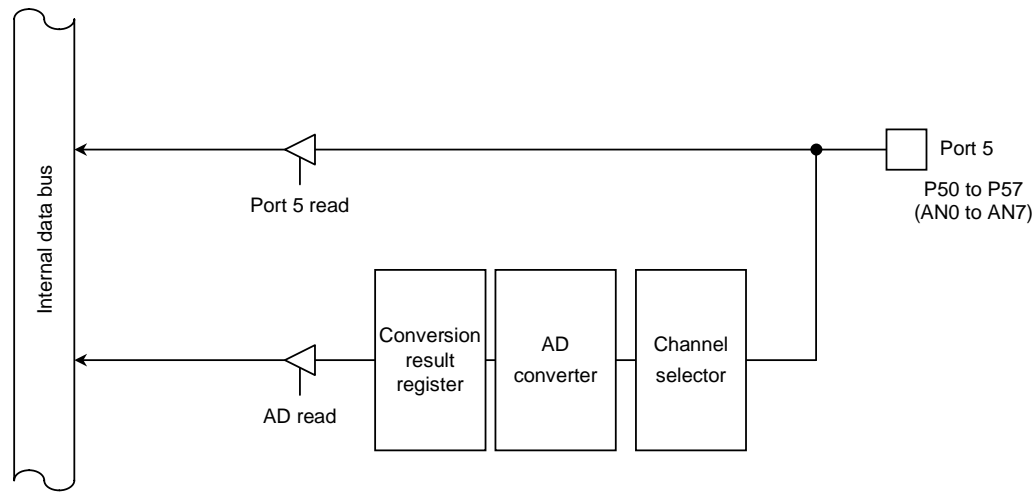 Internal data bus
Port 5 read
Port 5
P50 to P57
(AN0 to AN7)
Conversion
result
register
AD
converter
Channel
selector
AD read